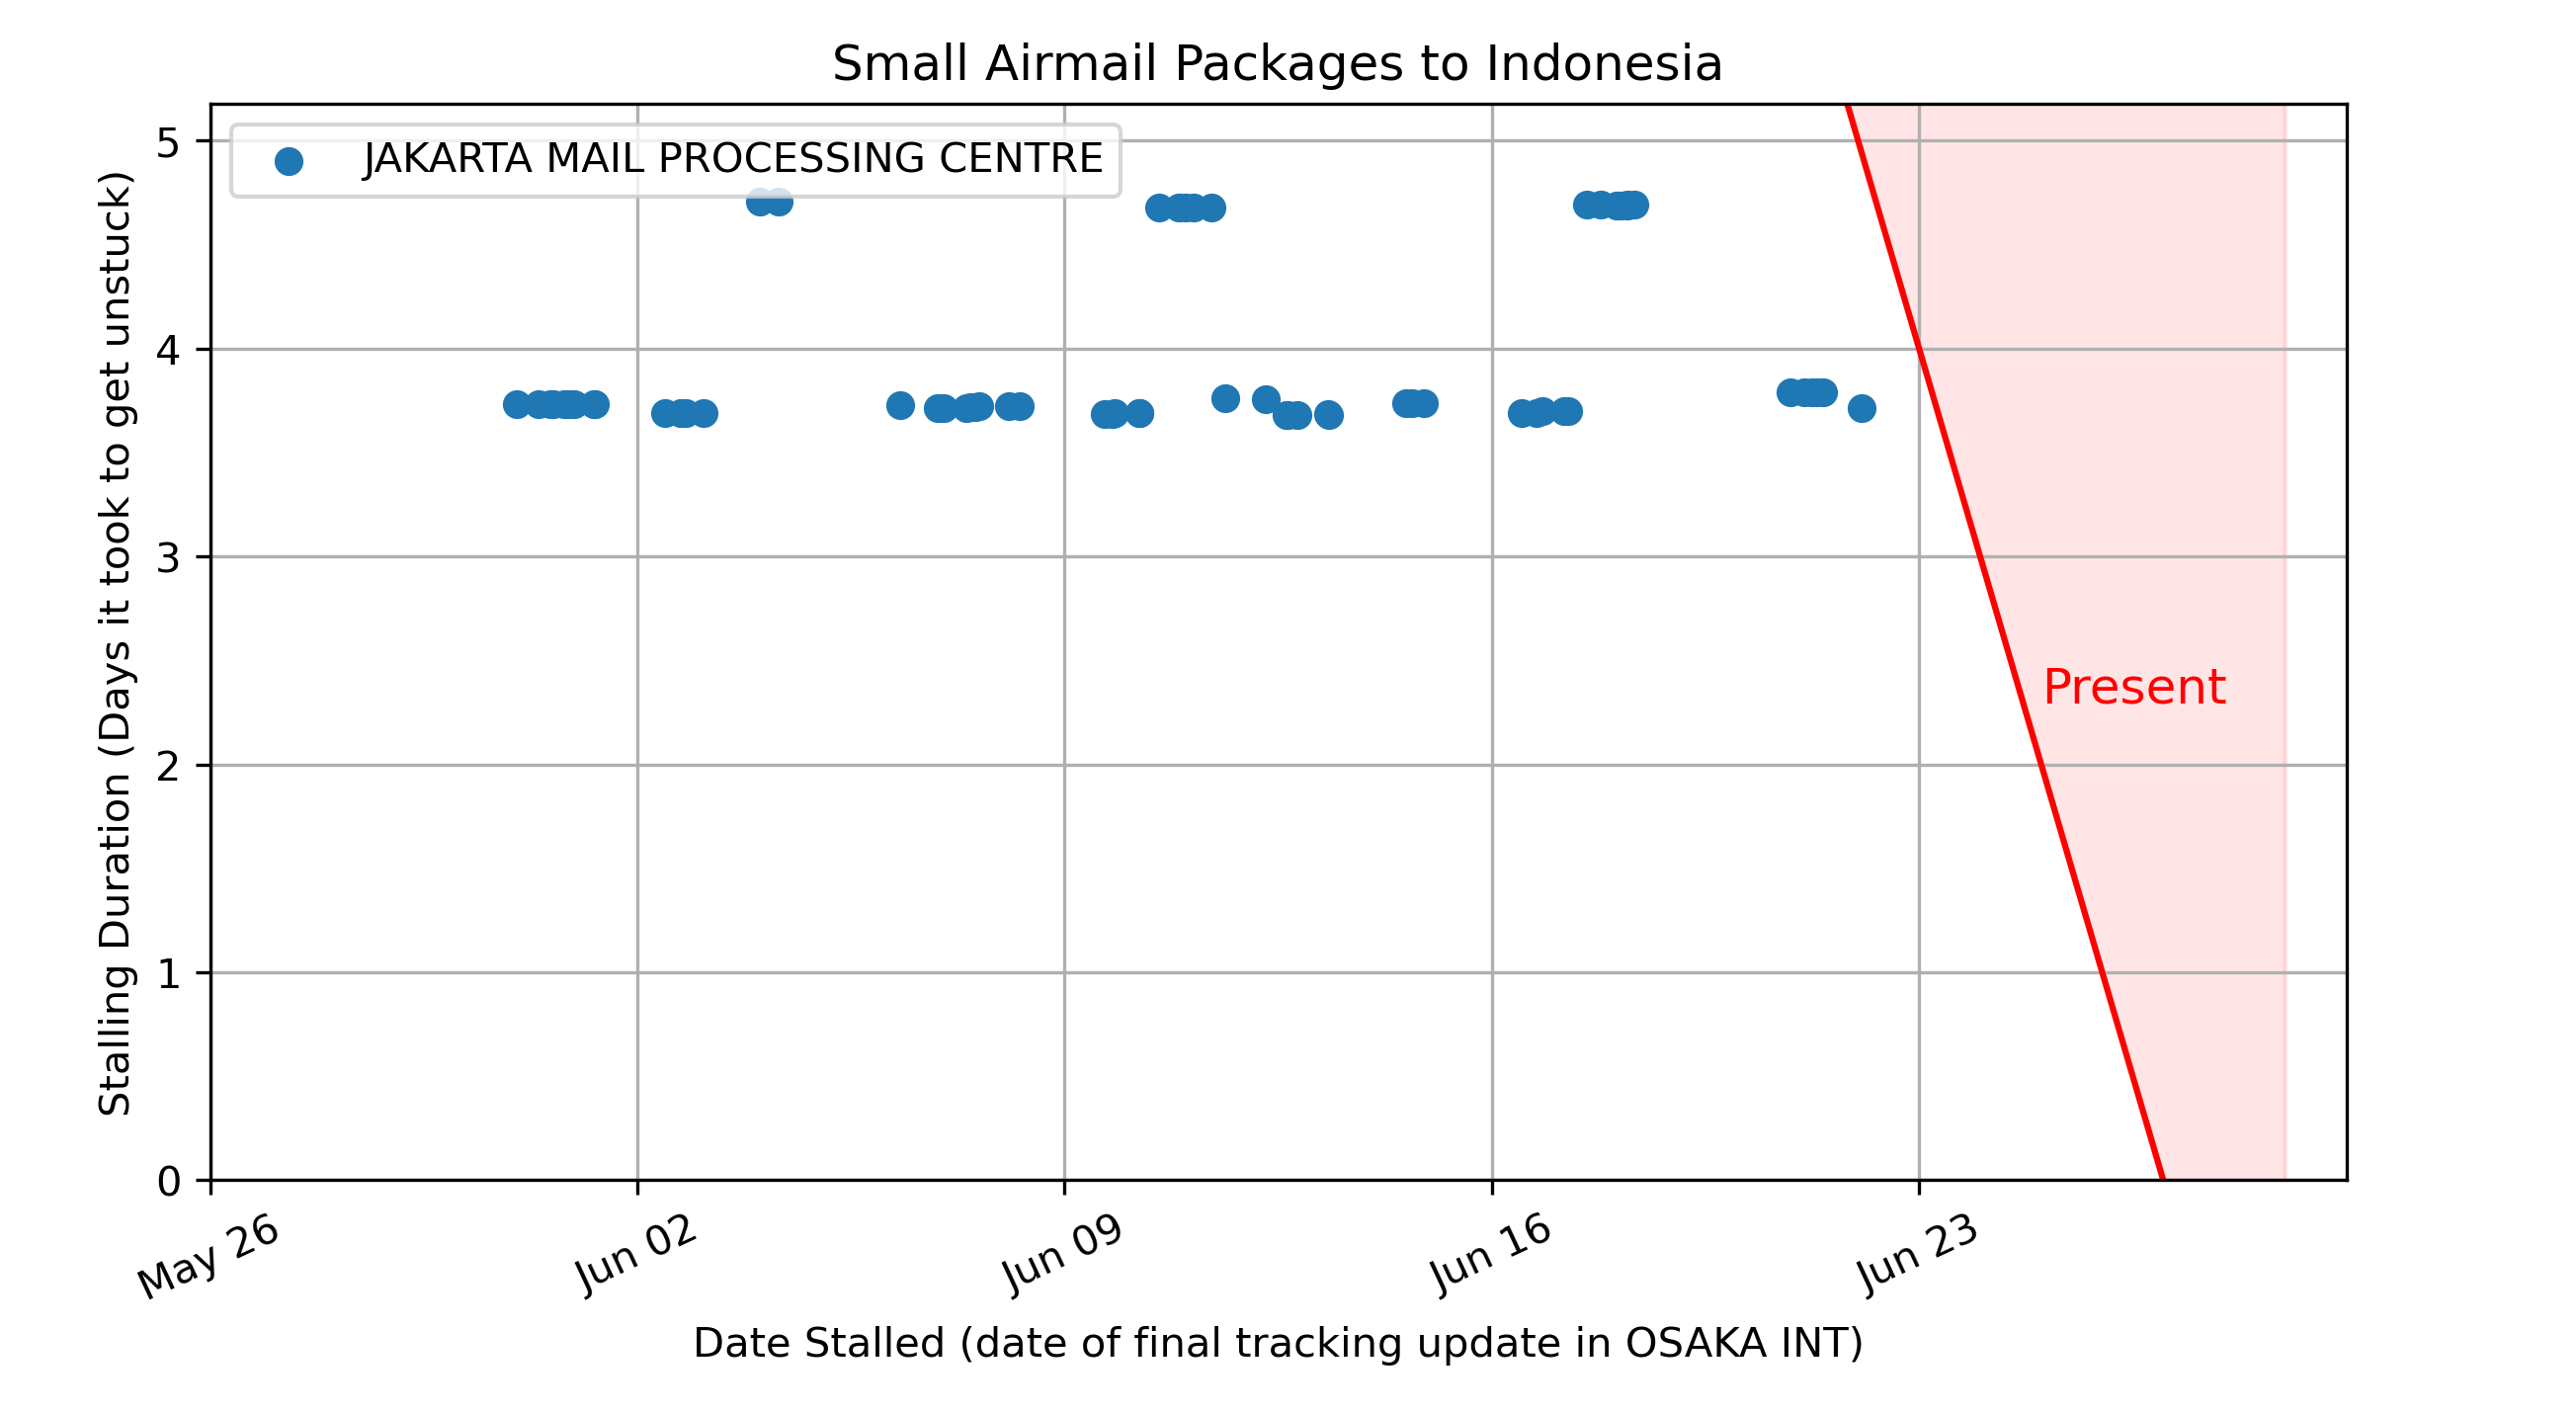 Small Airmail Packages to Indonesia
JAKARTA MAIL PROCESSING CENTRE
Stalling Duration (Days it took to get unstuck)
5
4
3
2
1
0
Present
May 26
Jun 02
Jun 09
Jun 16
Jun 23
Date Stalled (date of final tracking update in OSAKA INT)